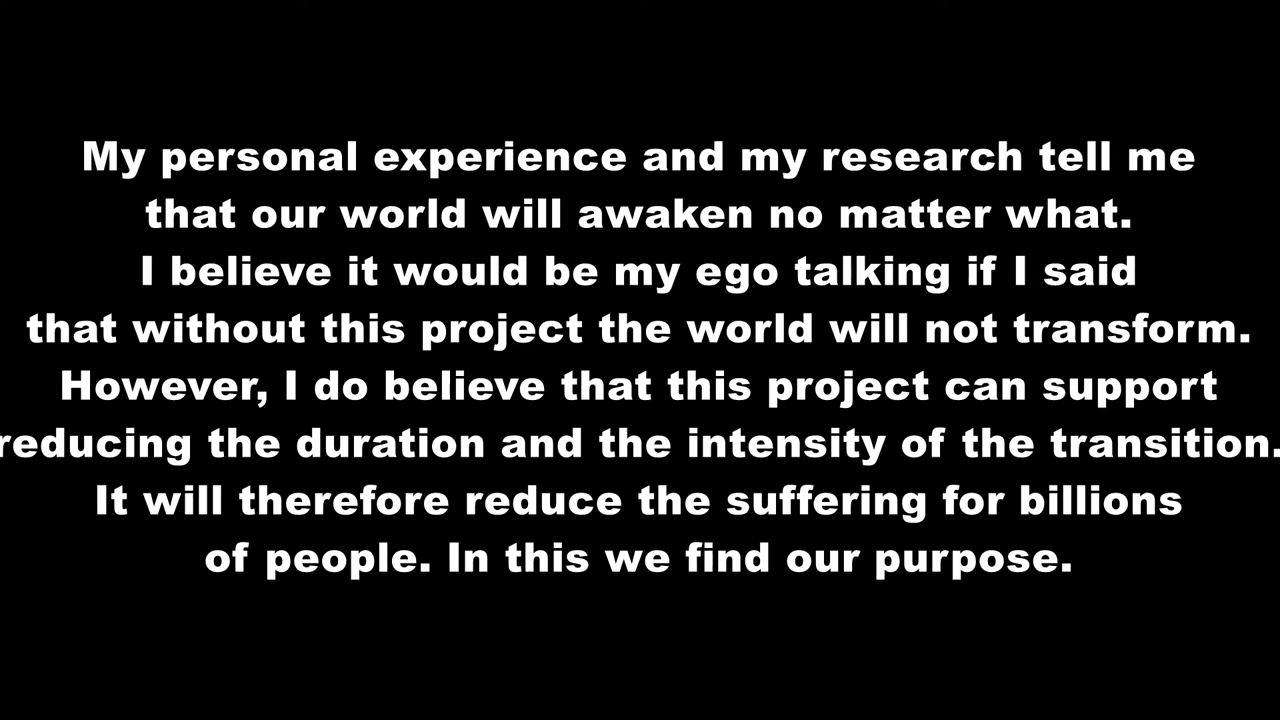 My personal experience and my research tell me
that our world will awaken no matter what.
I believe it would be my ego talking if I said
that without this project the world will not transform.
However, I do believe that this project can support
reducing the duration and the intensity of the transition.
It will therefore reduce the suffering for billions
of people. In this we find our purpose.